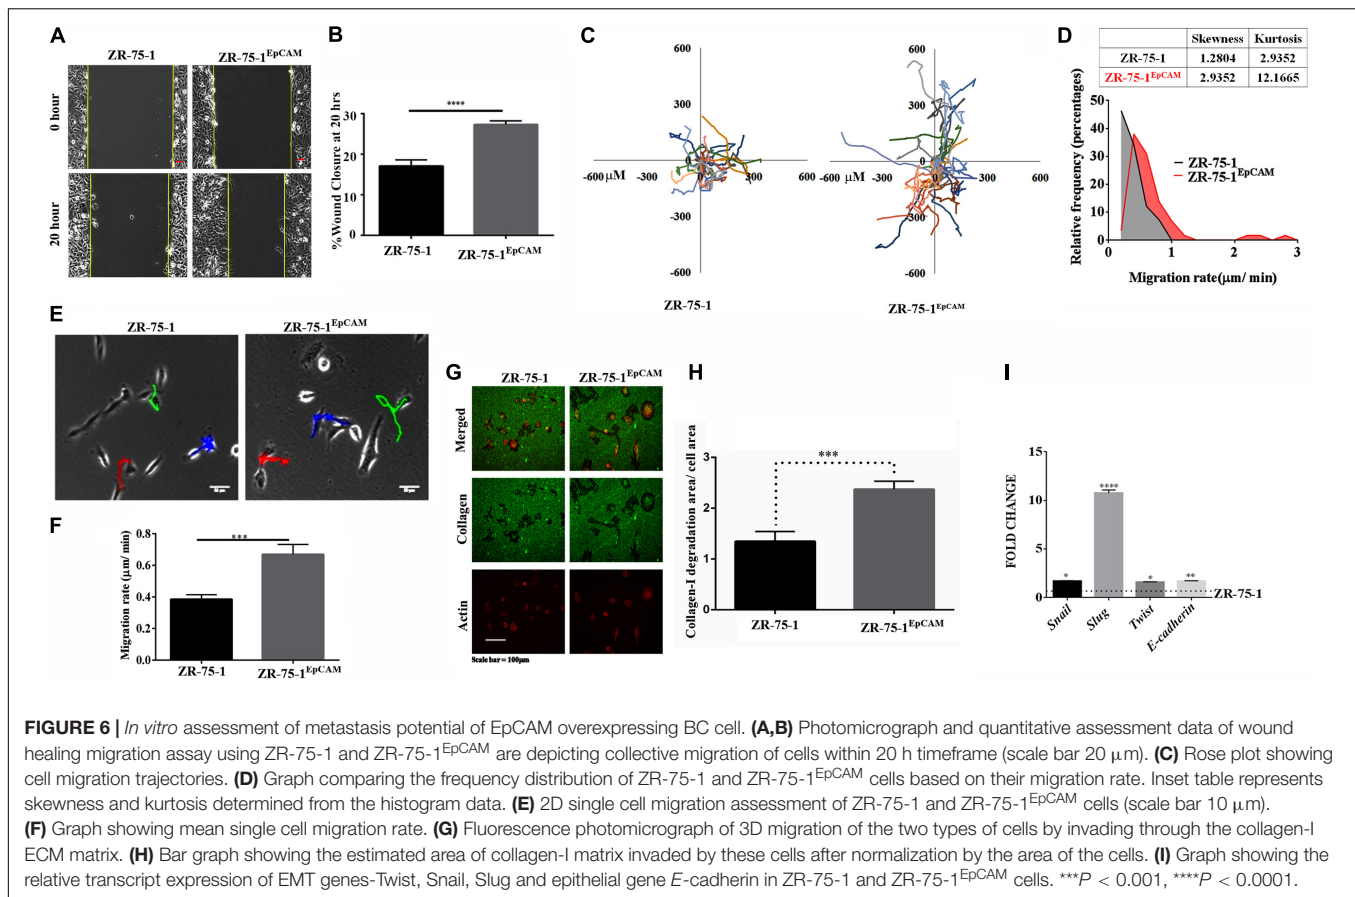 A
ZR-75-1
ZR-75-1EpCAM
0 hour
20 hour
B
%Wound Closure at 20 hrs
30
20
10
0
****
ZR-75-1
ZR-75-1EpCAM
C
600
300
0
-600 μM -300 0 300 600
-300
-600
ZR-75-1
600
300
0
-600 μM -300 0 300 600
-300
-600
ZR-75-1EpCAM
D
Skewness Kurtosis
ZR-75-1 1.2804 2.9352
ZR-75-1EpCAM 2.9352 12.1665
Relative frequency (percentages)
50
40
30
20
10
0
ZR-75-1
ZR-75-1EpCAM
0 1 2 3
Migration rate(μm/ min)
E
ZR-75-1
ZR-75-1EpCAM
F
Migration rate (μm/ min)
0.8
0.6
0.4
0.2
0.0
***
ZR-75-1
ZR-75-1EpCAM
G
ZR-75-1
ZR-75-1EpCAM
Merged
Collagen
Actin
Scale bar = 100μm
H
Collagen-I degradation area/ cell area
3
2
1
0
***
ZR-75-1
ZR-75-1EpCAM
I
FOLD CHANGE
15
10
5
0
*
****
*
**
ZR-75-1
Snail
Slug
Twist
E-cadherin
FIGURE 6 | In vitro assessment of metastasis potential of EpCAM overexpressing BC cell. (A,B) Photomicrograph and quantitative assessment data of wound
healing migration assay using ZR-75-1 and ZR-75-1EpCAM are depicting collective migration of cells within 20 h timeframe (scale bar 20 μm). (C) Rose plot showing
cell migration trajectories. (D) Graph comparing the frequency distribution of ZR-75-1 and ZR-75-1EpCAM cells based on their migration rate. Inset table represents
skewness and kurtosis determined from the histogram data. (E) 2D single cell migration assessment of ZR-75-1 and ZR-75-1EpCAM cells (scale bar 10 μm).
(F) Graph showing mean single cell migration rate. (G) Fluorescence photomicrograph of 3D migration of the two types of cells by invading through the collagen-I
ECM matrix. (H) Bar graph showing the estimated area of collagen-I matrix invaded by these cells after normalization by the area of the cells. (I) Graph showing the
relative transcript expression of EMT genes-Twist, Snail, Slug and epithelial gene E-cadherin in ZR-75-1 and ZR-75-1EpCAM cells. ***P < 0.001, ****P < 0.0001.